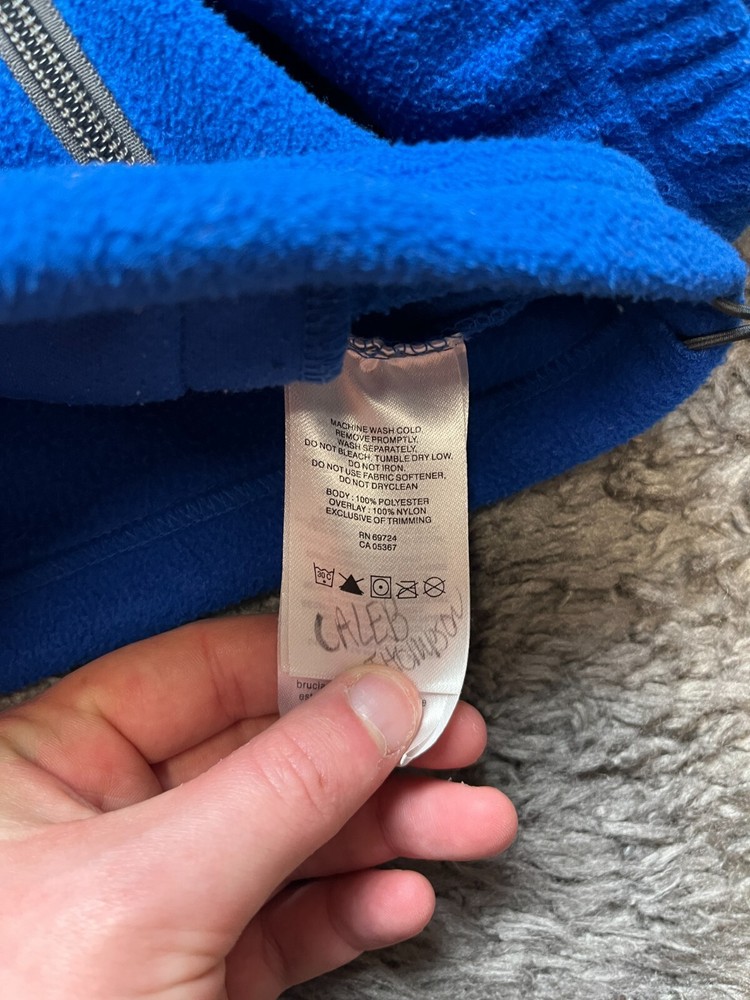 MACHINE WASH COLD
REMOVE PROMPTLY,
WASH SEPARATELY,
DO NOT BLEACH, TUMBLE DRY LOW.
DO NOT IRON.
DO NOT USE FABRIC SOFTENER,
DO NOT DRYCLEAN
BODY : 100% POLYESTER
OVERLAY : 100% NYLON
EXCLUSIVE OF TRIMMING
RN 69724
CA 05367
30C
CALEB
THOMPSON